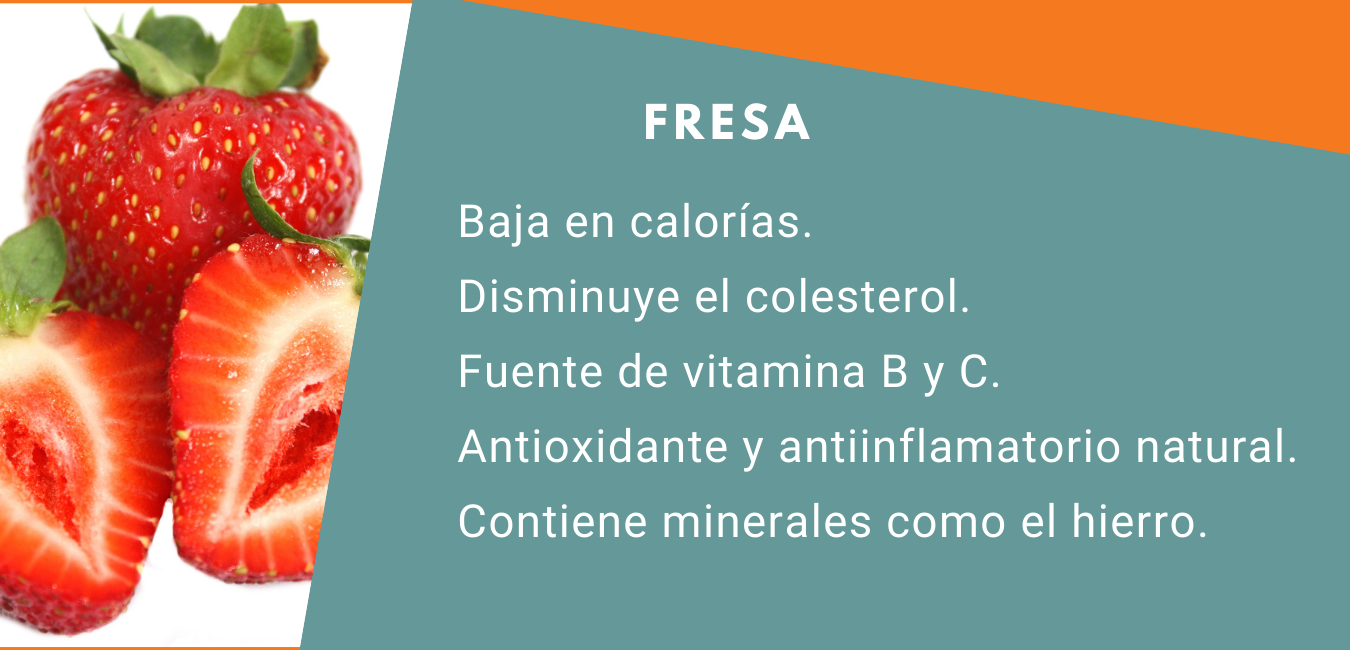 FRESA
Baja en calorías.
Disminuye el colesterol.
Fuente de vitamina B y C.
Antioxidante y antiinflamatorio natural.
Contiene minerales como el hierro.